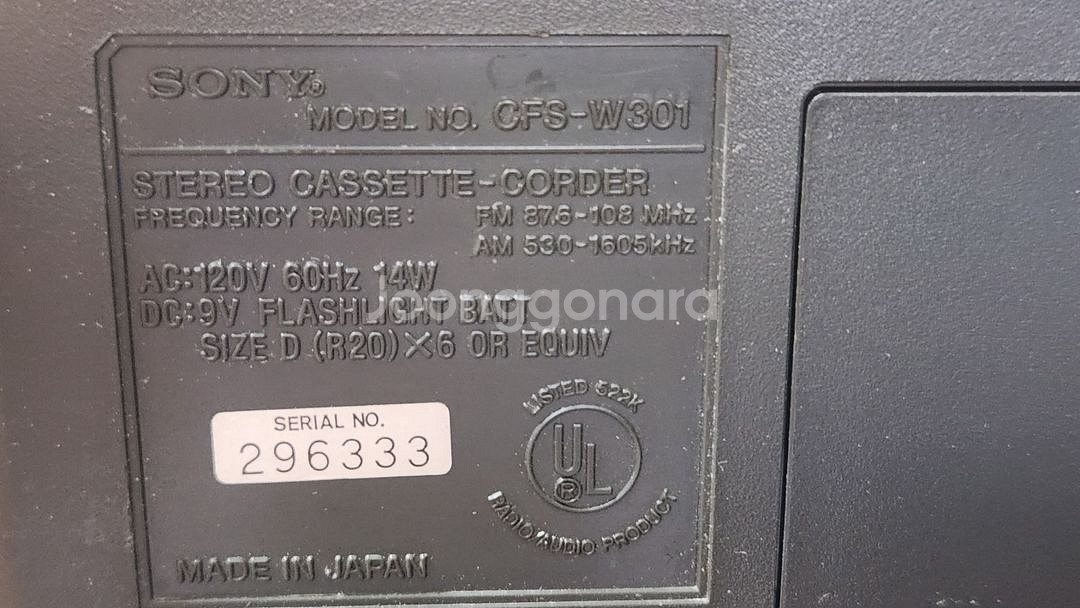 SONY®
MODEL NO. CFS-W301
STEREO CASSETTE-CORDER
FREQUENCY RANGE: FM 87.6-108 MHz
AM 530-1605kHz
AC:120V 60Hz 14W
DC:9V FLASHLIGHT BATT
SIZE D (R20)×6 OR EQUIV
Joonggonara
LISTED 522K
UL®
RADIO/AUDIO PRODUCT
SERIAL NO.
296333
MADE IN JAPAN